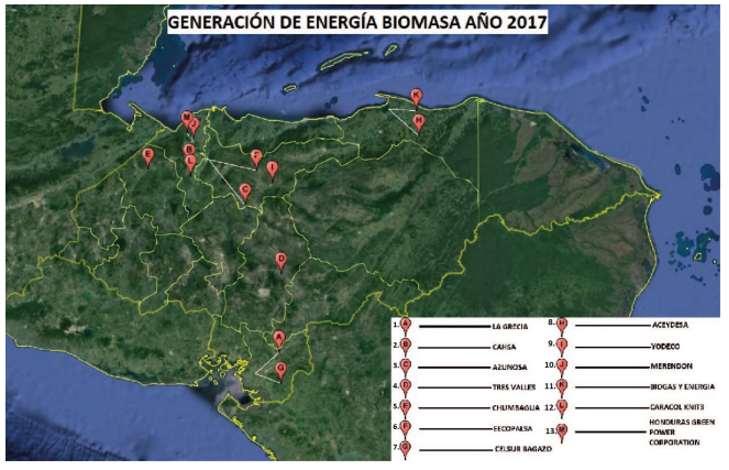 GENERACIÓN DE ENERGÍA BIOMASA AÑO 2017
M
J
K
H
B
L
E
F
I
C
D
A
G
1. A LA GRECIA
2. B CAHSA
3. C AZUNOSA
4. D TRES VALLES
5. E CHUMBAGUA
6. F EECOPALSA
7. G CELSUR BAGAZO
8. H ACEYDESA
9. I YODECO
10. J MERENDON
11. K BIOGAS Y ENERGIA
12. L CARACOL KNITS
13. M HONDURAS GREEN
POWER
CORPORATION